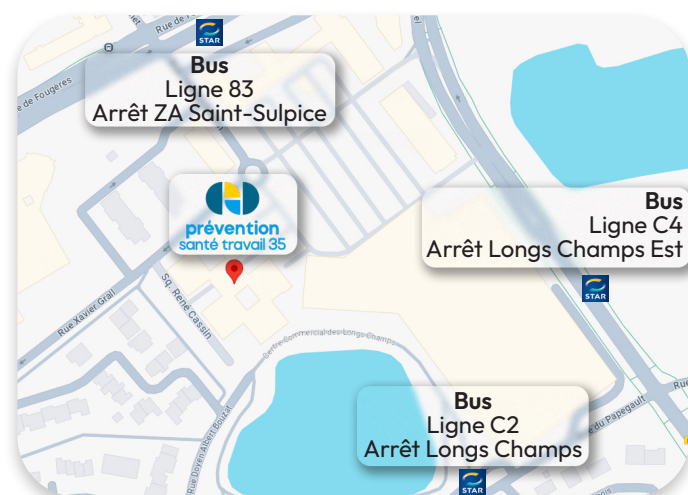 Rue de F
STAR
Bus
Ligne 83
Arrêt ZA Saint-Sulpice
e de Fougères
prévention
santé travail 35
Bus
Ligne C4
Arrêt Longs Champs Est
STAR
Rue Xavier Grall
Sq. René Cassin
Centre Commercial des Longs Champs
Rue Doyen Albert Bouzat
Bus
Ligne C2
Arrêt Longs Champs
Rue
e du Papegault
STAR